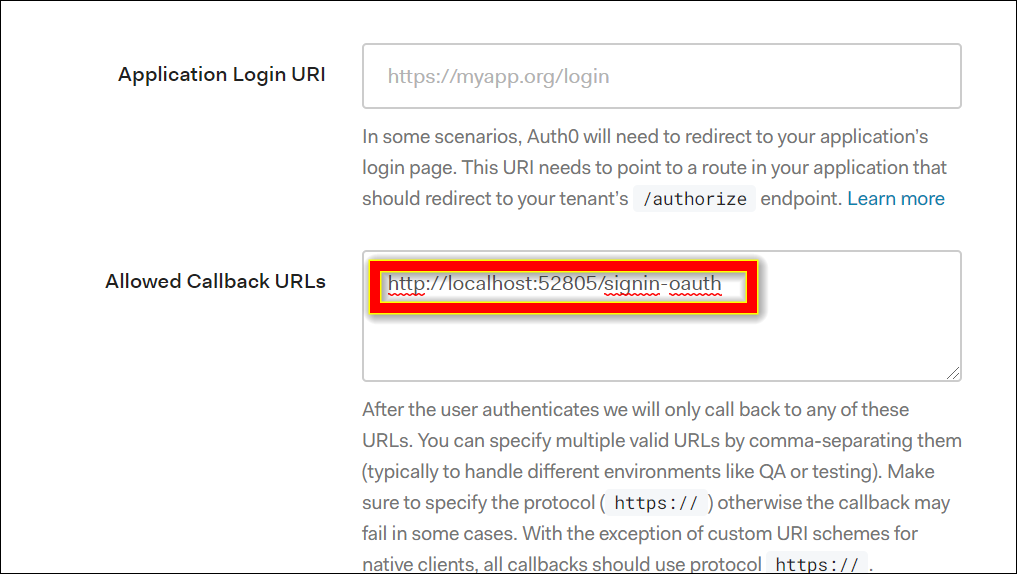 Application Login URI
https://myapp.org/login
In some scenarios, Auth0 will need to redirect to your application's
login page. This URI needs to point to a route in your application that
should redirect to your tenant's /authorize endpoint. Learn more
Allowed Callback URLs
http://localhost:52805/signin-oauth
After the user authenticates we will only call back to any of these
URLs. You can specify multiple valid URLs by comma-separating them
(typically to handle different environments like QA or testing). Make
sure to specify the protocol ( https:// ) otherwise the callback may
fail in some cases. With the exception of custom URI schemes for
native clients, all callbacks should use protocol https:// .